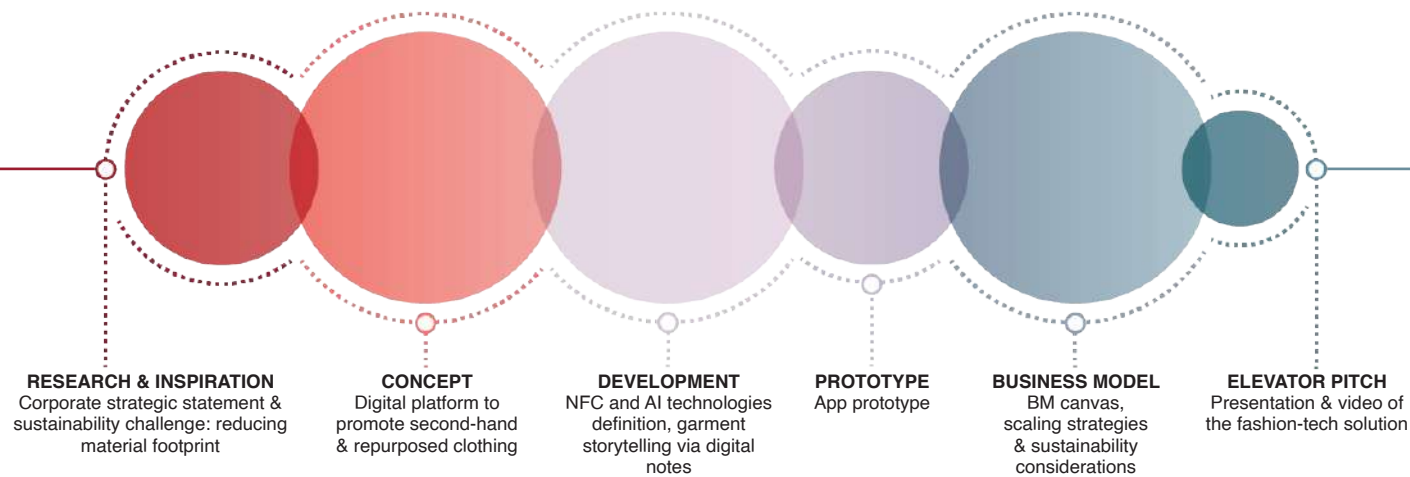 RESEARCH & INSPIRATION
Corporate strategic statement &
sustainability challenge: reducing
material footprint
CONCEPT
Digital platform to
promote second-hand
& repurposed clothing
DEVELOPMENT
NFC and AI technologies
definition, garment
storytelling via digital
notes
PROTOTYPE
App prototype
BUSINESS MODEL
BM canvas,
scaling strategies
& sustainability
considerations
ELEVATOR PITCH
Presentation & video of
the fashion-tech solution